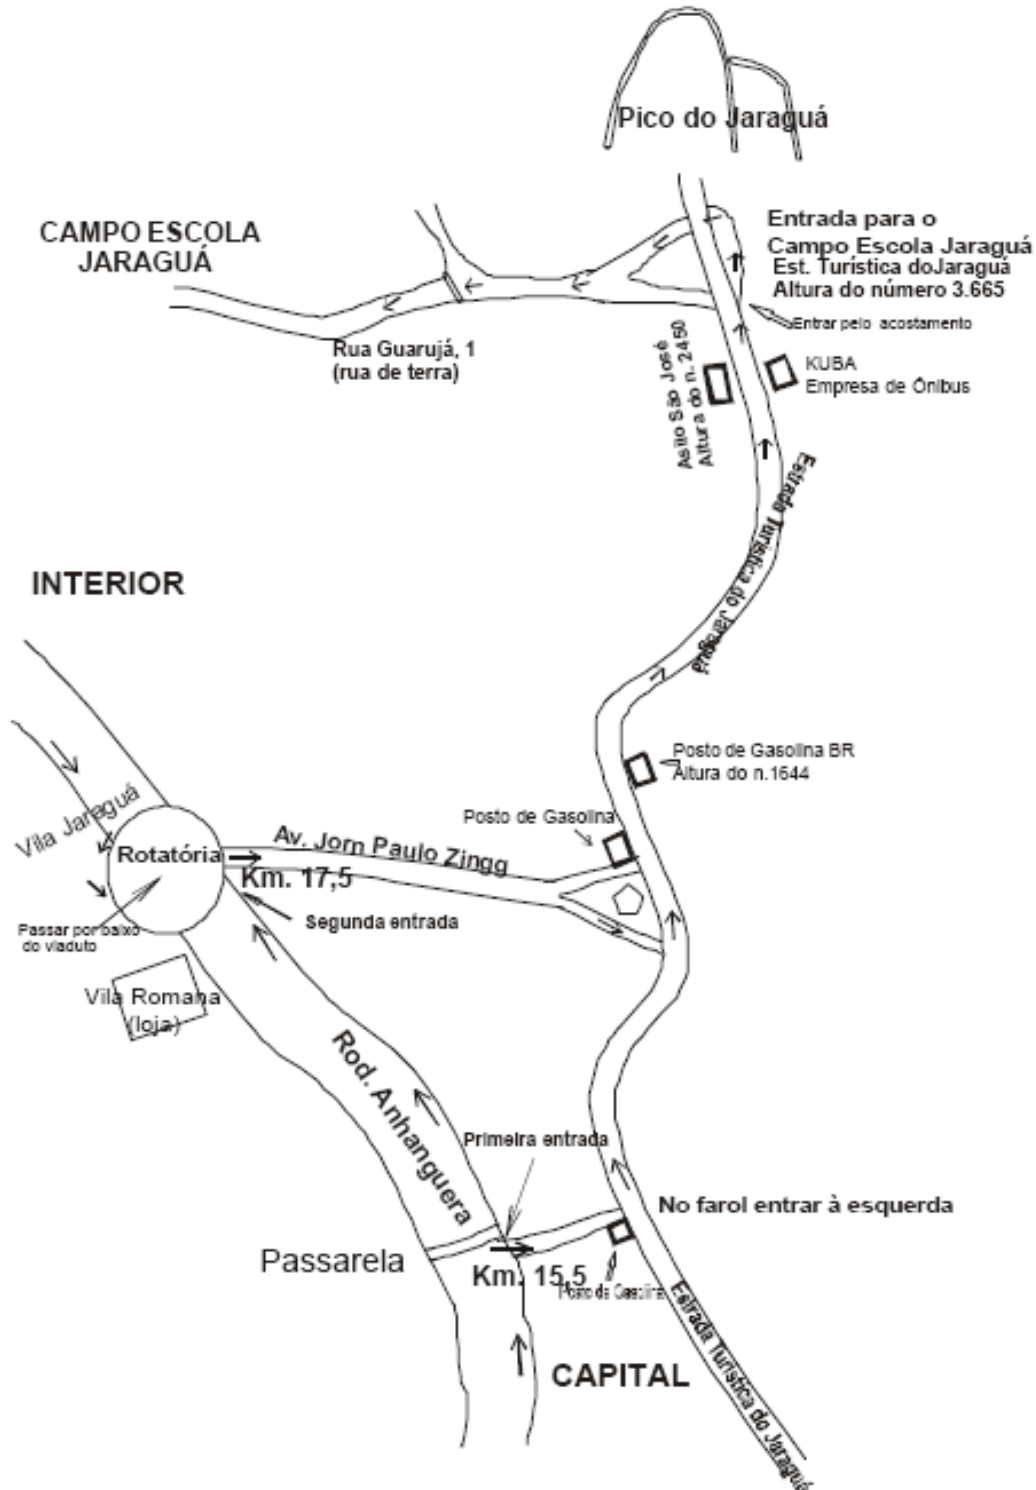 Pico do Jaraguá
CAMPO ESCOLA
JARAGUÁ
Entrada para o
Campo Escola Jaraguá
Est. Turística doJaraguá
Altura do número 3.665
Entrar pelo acostamento
Rua Guarujá, 1
(rua de terra)
Asilo São José
Altura do n. 2450
KUBA
Empresa de Ônibus
Estrada Turistica do Jaraguá
INTERIOR
Posto de Gasolina BR
Altura do n.1644
Vila Jaraguá
Posto de Gasolina
Rotatória
Av. Jorn Paulo Zingg
Km. 17,5
Segunda entrada
Passar por baixo
do viaduto
Vila Romana
(loja)
Rod. Anhanguera
Primeira entrada
No farol entrar à esquerda
Passarela
Km. 15,5
Posto de Gasolina
Estrada Turistica do Jaraguá
CAPITAL